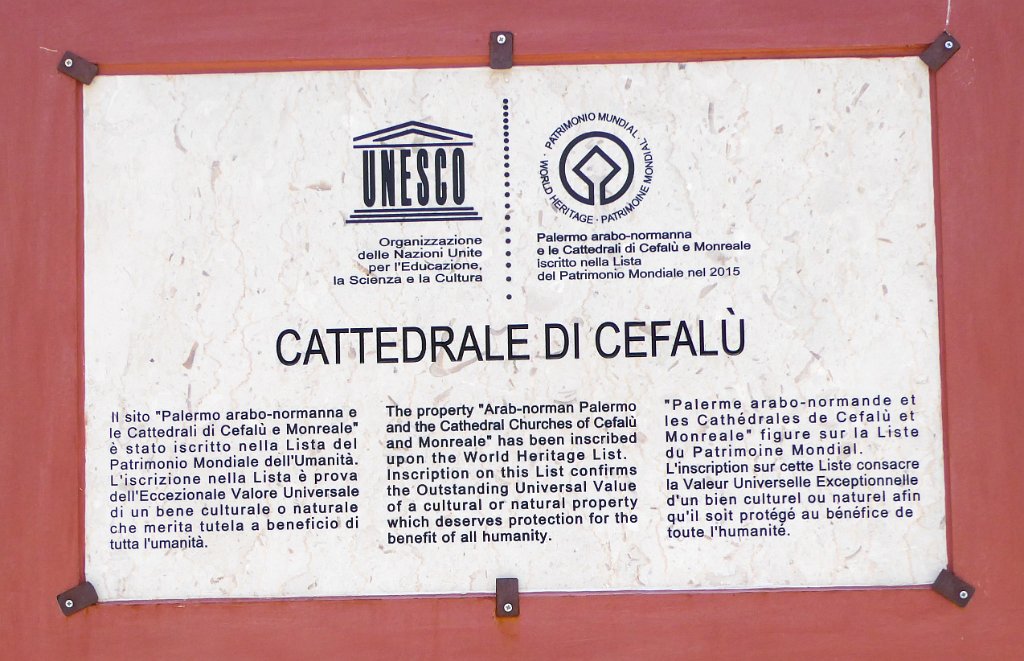 UNESCO
Organizzazione
delle Nazioni Unite
per l'Educazione,
la Scienza e la Cultura
PATRIMONIO MUNDIAL · PATRIMOINE MONDIAL · WORLD HERITAGE ·
Palermo arabo-normanna
e le Cattedrali di Cefalù e Monreale
iscritto nella Lista
del Patrimonio Mondiale nel 2015
CATTEDRALE DI CEFALÙ
Il sito "Palermo arabo-normanna e
le Cattedrali di Cefalù e Monreale"
è stato iscritto nella Lista del
Patrimonio Mondiale dell'Umanità.
L'iscrizione nella Lista è prova
dell'Eccezionale Valore Universale
di un bene culturale o naturale
che merita tutela a beneficio di
tutta l'umanità.
The property "Arab-norman Palermo
and the Cathedral Churches of Cefalù
and Monreale" has been inscribed
upon the World Heritage List.
Inscription on this List confirms
the Outstanding Universal Value
of a cultural or natural property
which deserves protection for the
benefit of all humanity.
"Palerme arabo-normande et
les Cathédrales de Cefalù et
Monreale" figure sur la Liste
du Patrimoine Mondial.
L'inscription sur cette Liste consacre
la Valeur Universelle Exceptionnelle
d'un bien culturel ou naturel afin
qu'il soit protégé au bénéfice de
toute l'humanité.